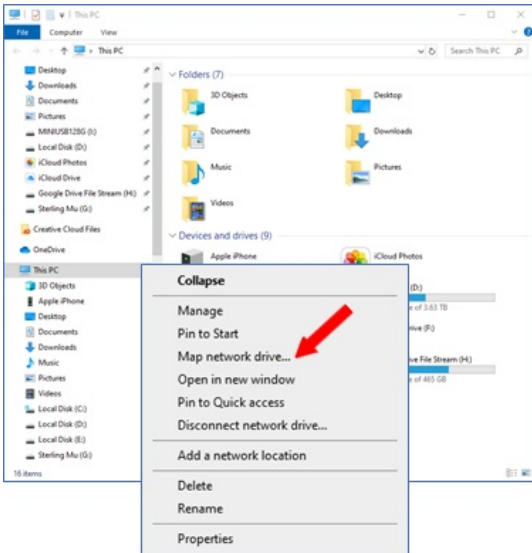 This PC
File Computer View
This PC
Search This PC
Desktop
Downloads
Documents
Pictures
MINIUSB128G (I:)
Local Disk (D:)
iCloud Photos
iCloud Drive
Google Drive File Stream (H:)
Sterling Mu (G:)
Creative Cloud Files
OneDrive
This PC
3D Objects
Apple iPhone
Desktop
Documents
Downloads
Music
Pictures
Videos
Local Disk (C:)
Local Disk (D:)
Local Disk (E:)
Sterling Mu (G:)
16 items
Folders (7)
3D Objects
Desktop
Documents
Downloads
Music
Pictures
Videos
Devices and drives (9)
Apple iPhone
iCloud Photos
(D:)
e of 3.63 TB
rive (F:)
ive File Stream (H:)
e of 465 GB
Collapse
Manage
Pin to Start
Map network drive...
Open in new window
Pin to Quick access
Disconnect network drive...
Add a network location
Delete
Rename
Properties